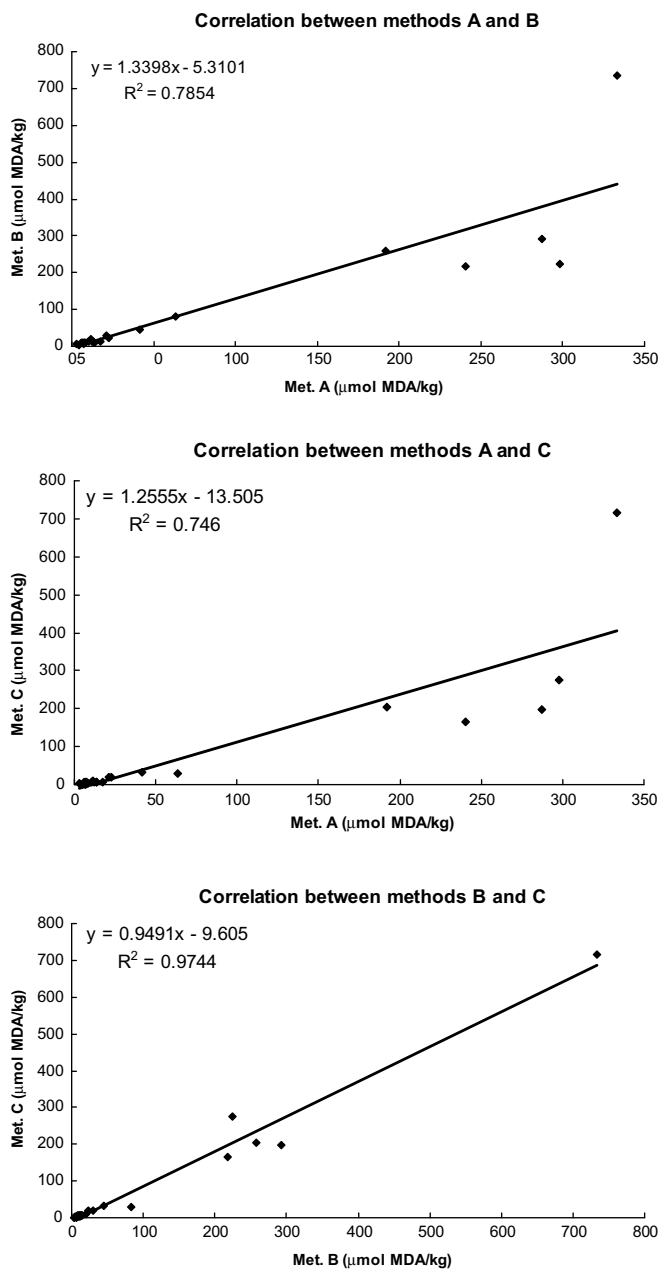 Correlation between methods A and B
y = 1.3398x - 5.3101
R² = 0.7854
Met. B (μmol MDA/kg)
800
700
600
500
400
300
200
100
0
05 0 100 150 200 250 300 350
Met. A (μmol MDA/kg)
Correlation between methods A and C
y = 1.2555x - 13.505
R² = 0.746
Met. C (μmol MDA/kg)
800
700
600
500
400
300
200
100
0
0 50 100 150 200 250 300 350
Met. A (μmol MDA/kg)
Correlation between methods B and C
y = 0.9491x - 9.605
R² = 0.9744
Met. C (μmol MDA/kg)
800
700
600
500
400
300
200
100
0
0 100 200 300 400 500 600 700 800
Met. B (μmol MDA/kg)